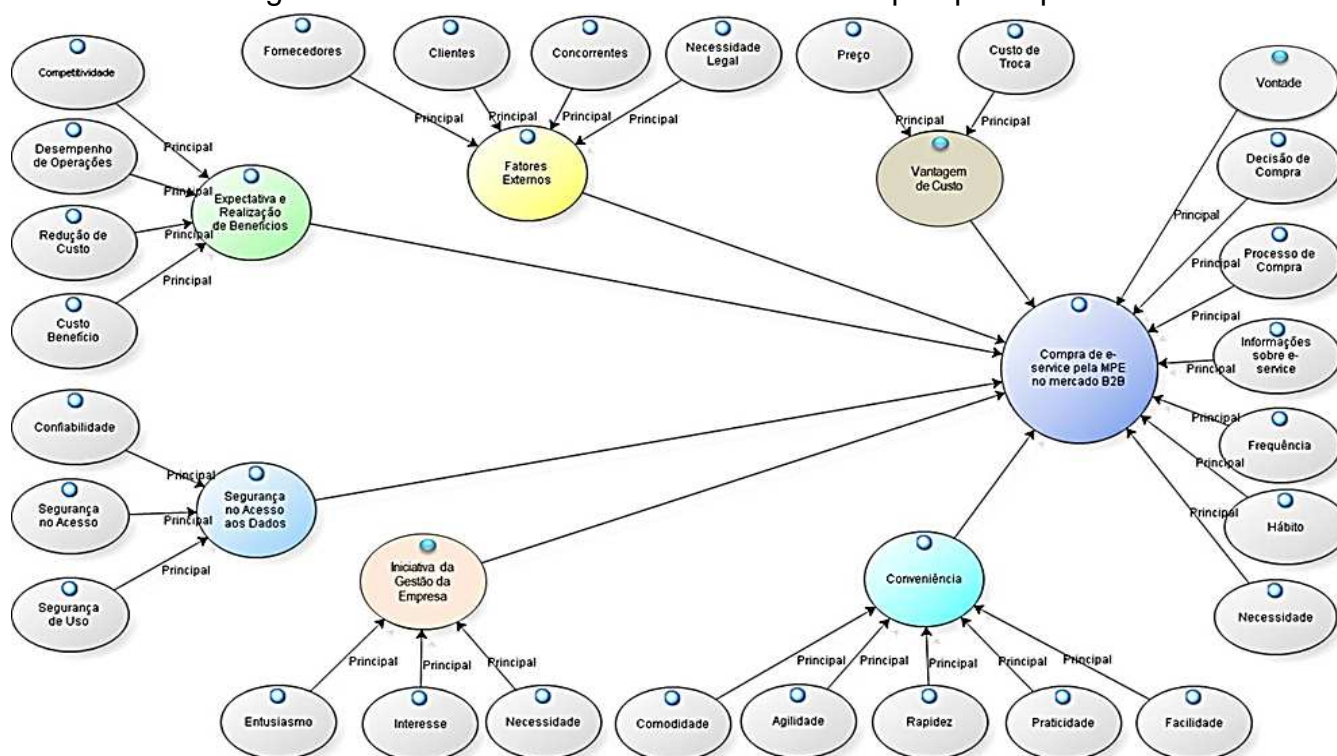 Fornecedores
Clientes
Concorrentes
Necessidade
Legal
Preço
Custo de
Troca
Competitividade
Vontade
Principal
Principal
Principal
Principal
Principal
Principal
Principal
Desempenho
de Operações
Fatores
Externos
Vantagem
de Custo
Decisão de
Compra
Principal
Expectativa e
Realização
de Benefícios
Principal
Redução de
Custo
Principal
Processo de
Compra
Principal
Principal
Custo
Benefício
Principal
Compra de e-
service pela MPE
no mercado B2B
Informações
sobre e-
service
Principal
Confiabilidade
Principal
Frequência
Principal
Principal
Segurança
no Acesso
Principal
Segurança
no Acesso
aos Dados
Principal
Hábito
Principal
Segurança
de Uso
Iniciativa da
Gestão da
Empresa
Conveniência
Necessidade
Principal
Principal
Principal
Principal
Principal
Principal
Principal
Principal
Entusiasmo
Interesse
Necessidade
Comodidade
Agilidade
Rapidez
Praticidade
Facilidade